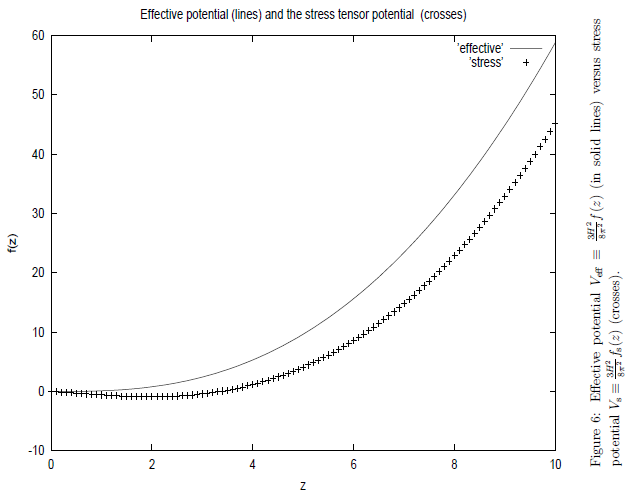 Effective potential (lines) and the stress tensor potential (crosses)
60
50
40
30
20
10
0
-10
f(z)
'effective'
'stress'
0 2 4 6 8 10
z
Figure 6: Effective potential V_eff ≡ 3H²/8π² f(z) (in solid lines) versus stress
potential V_s ≡ 3H²/8π² f_s(z) (crosses).